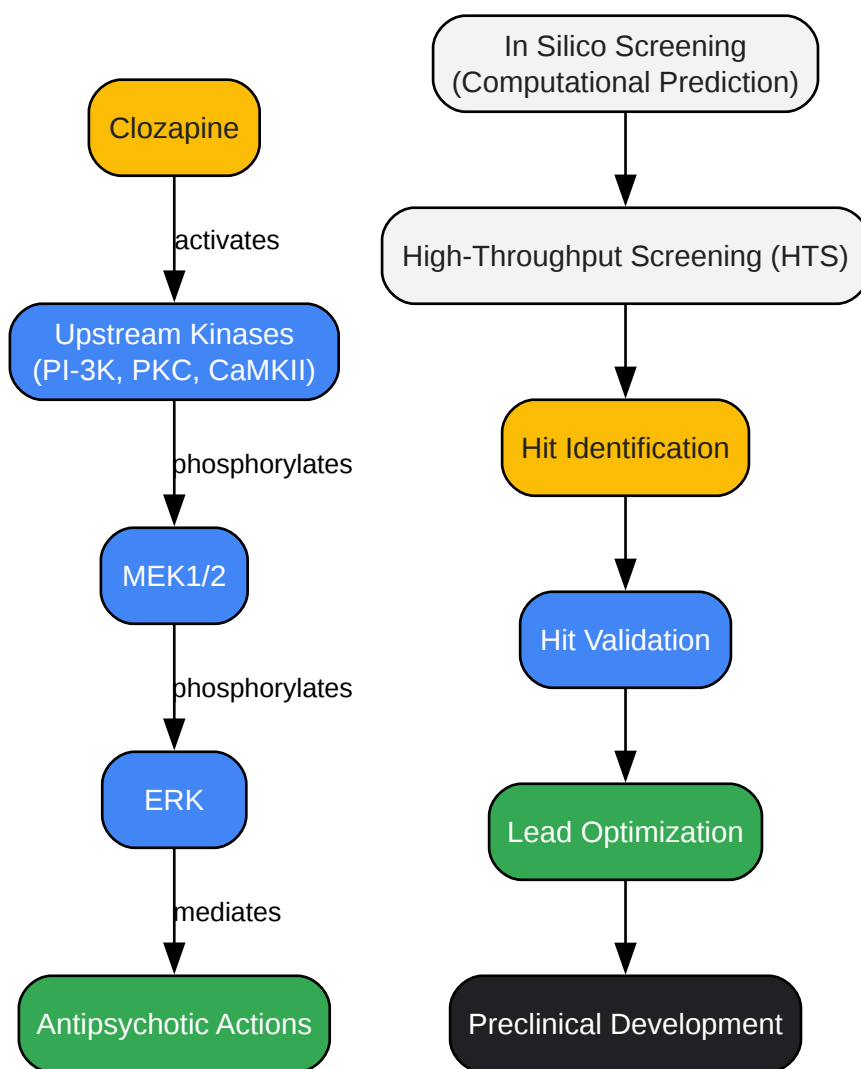 Clozapine
activates
Upstream Kinases
(PI-3K, PKC, CaMKII)
phosphorylates
MEK1/2
phosphorylates
ERK
mediates
Antipsychotic Actions
In Silico Screening
(Computational Prediction)
High-Throughput Screening (HTS)
Hit Identification
Hit Validation
Lead Optimization
Preclinical Development